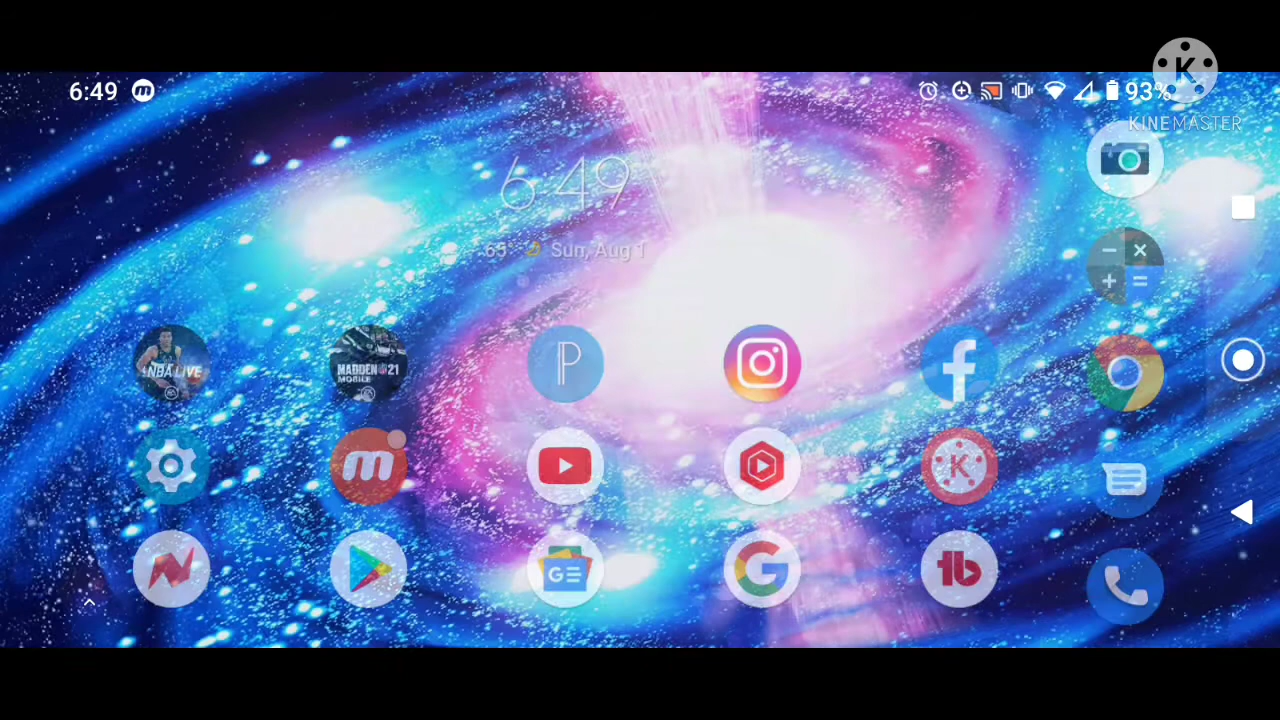 6:49
93%
KINEMASTER
6:49
65° Sun, Aug 1
NBA LIVE
MADDEN 21
MOBILE